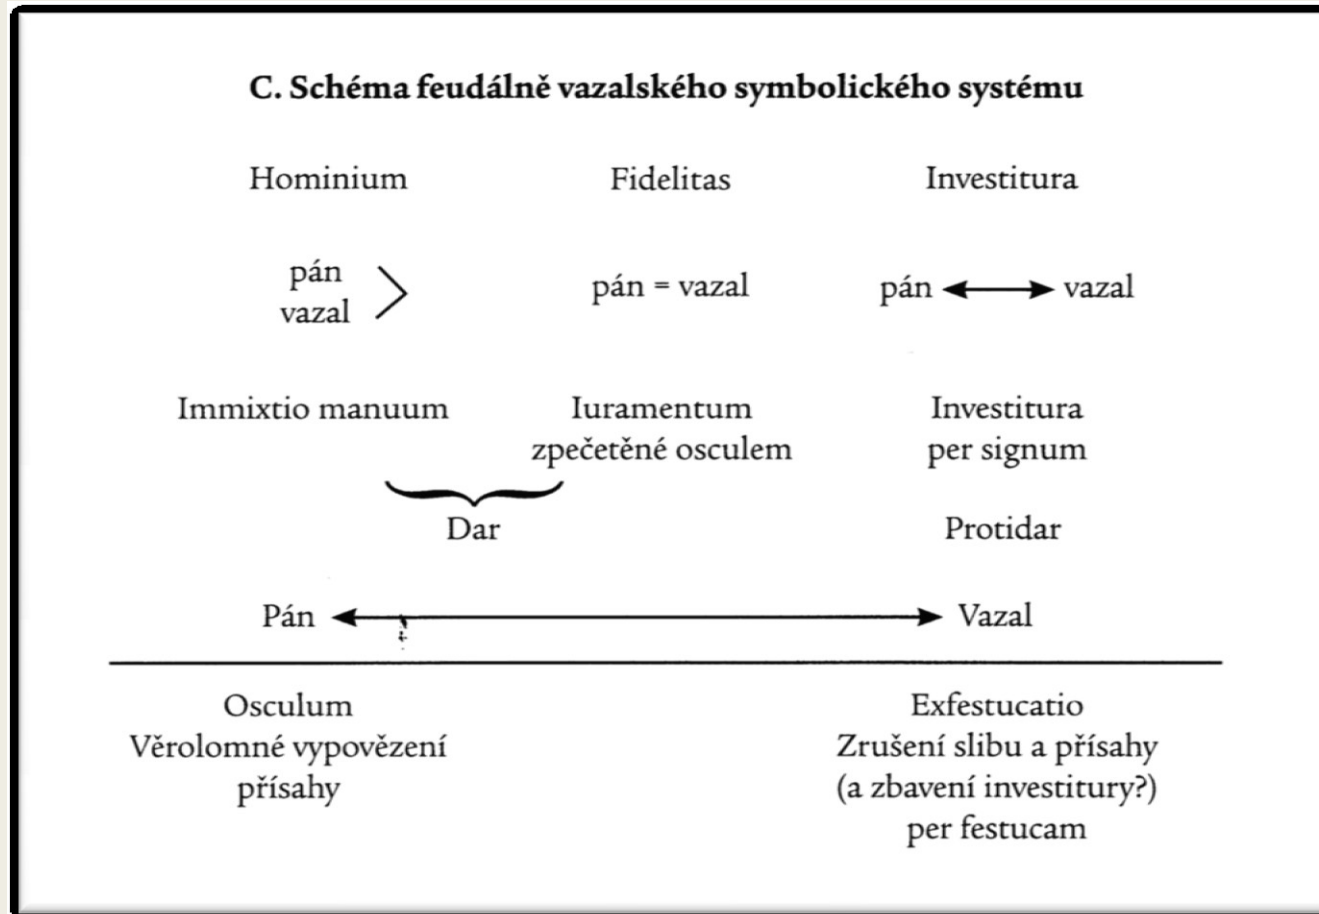 C. Schéma feudálně vazalského symbolického systému
Hominium
Fidelitas
Investitura
pán
vazal
pán = vazal
pán vazal
Immixtio manuum
Iuramentum
zpečetěné osculem
Investitura
per signum
Dar
Protidar
Pán Vazal
Osculum
Věrolomné vypovězení
přísahy
Exfestucatio
Zrušení slibu a přísahy
(a zbavení investitury?)
per festucam